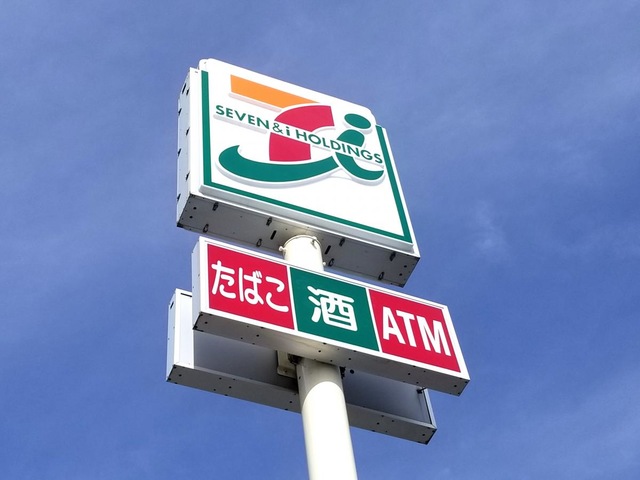 SEVEN & i HOLDINGS
たばこ 酒 ATM